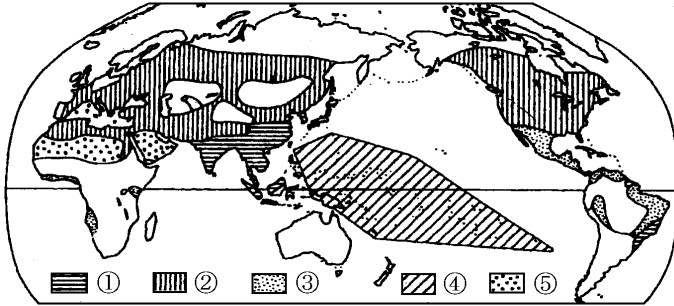 ① ② ③ ④ ⑤